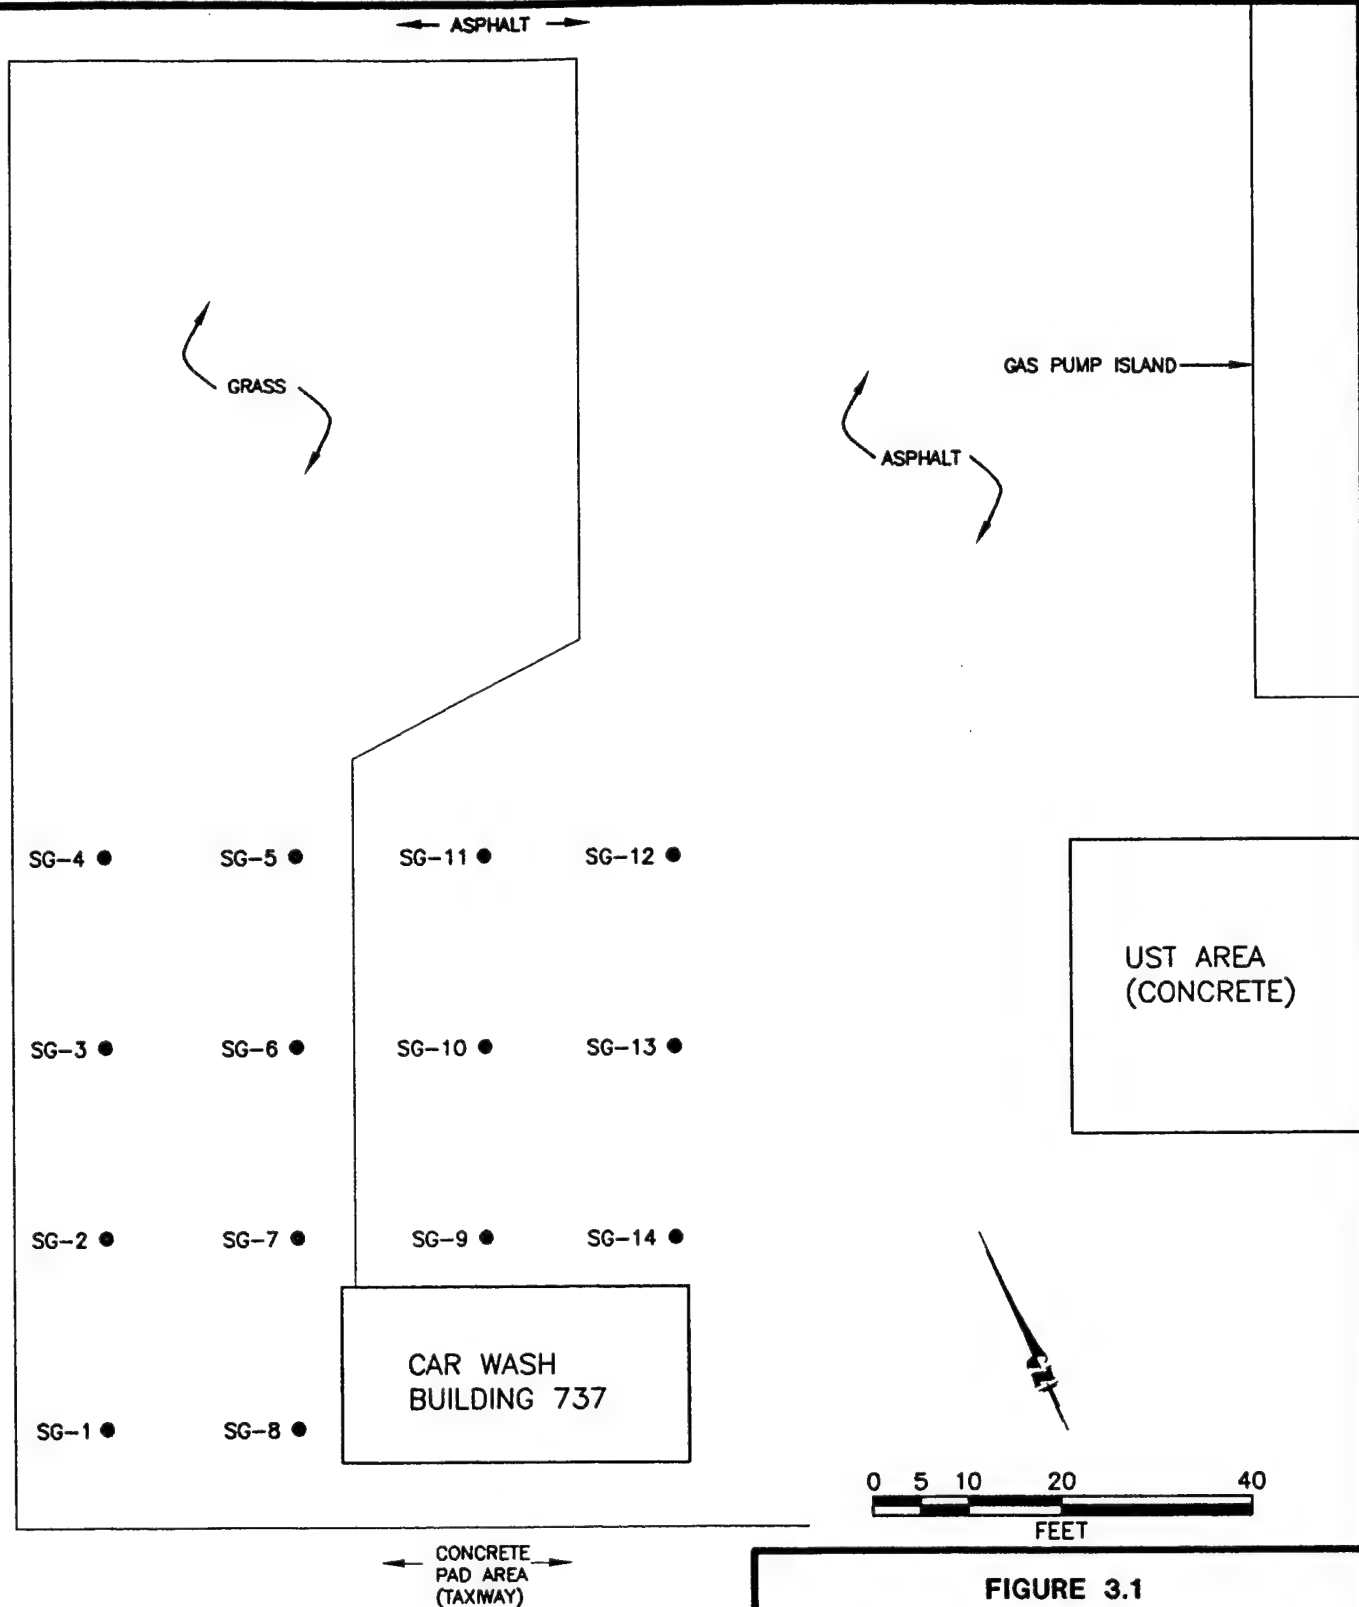 ASPHALT
GRASS
GAS PUMP ISLAND
ASPHALT
SG-4
SG-5
SG-11
SG-12
UST AREA
(CONCRETE)
SG-3
SG-6
SG-10
SG-13
SG-2
SG-7
SG-9
SG-14
CAR WASH
BUILDING 737
SG-1
SG-8
0 5 10 20 40
FEET
CONCRETE
PAD AREA
(TAXIWAY)
FIGURE 3.1